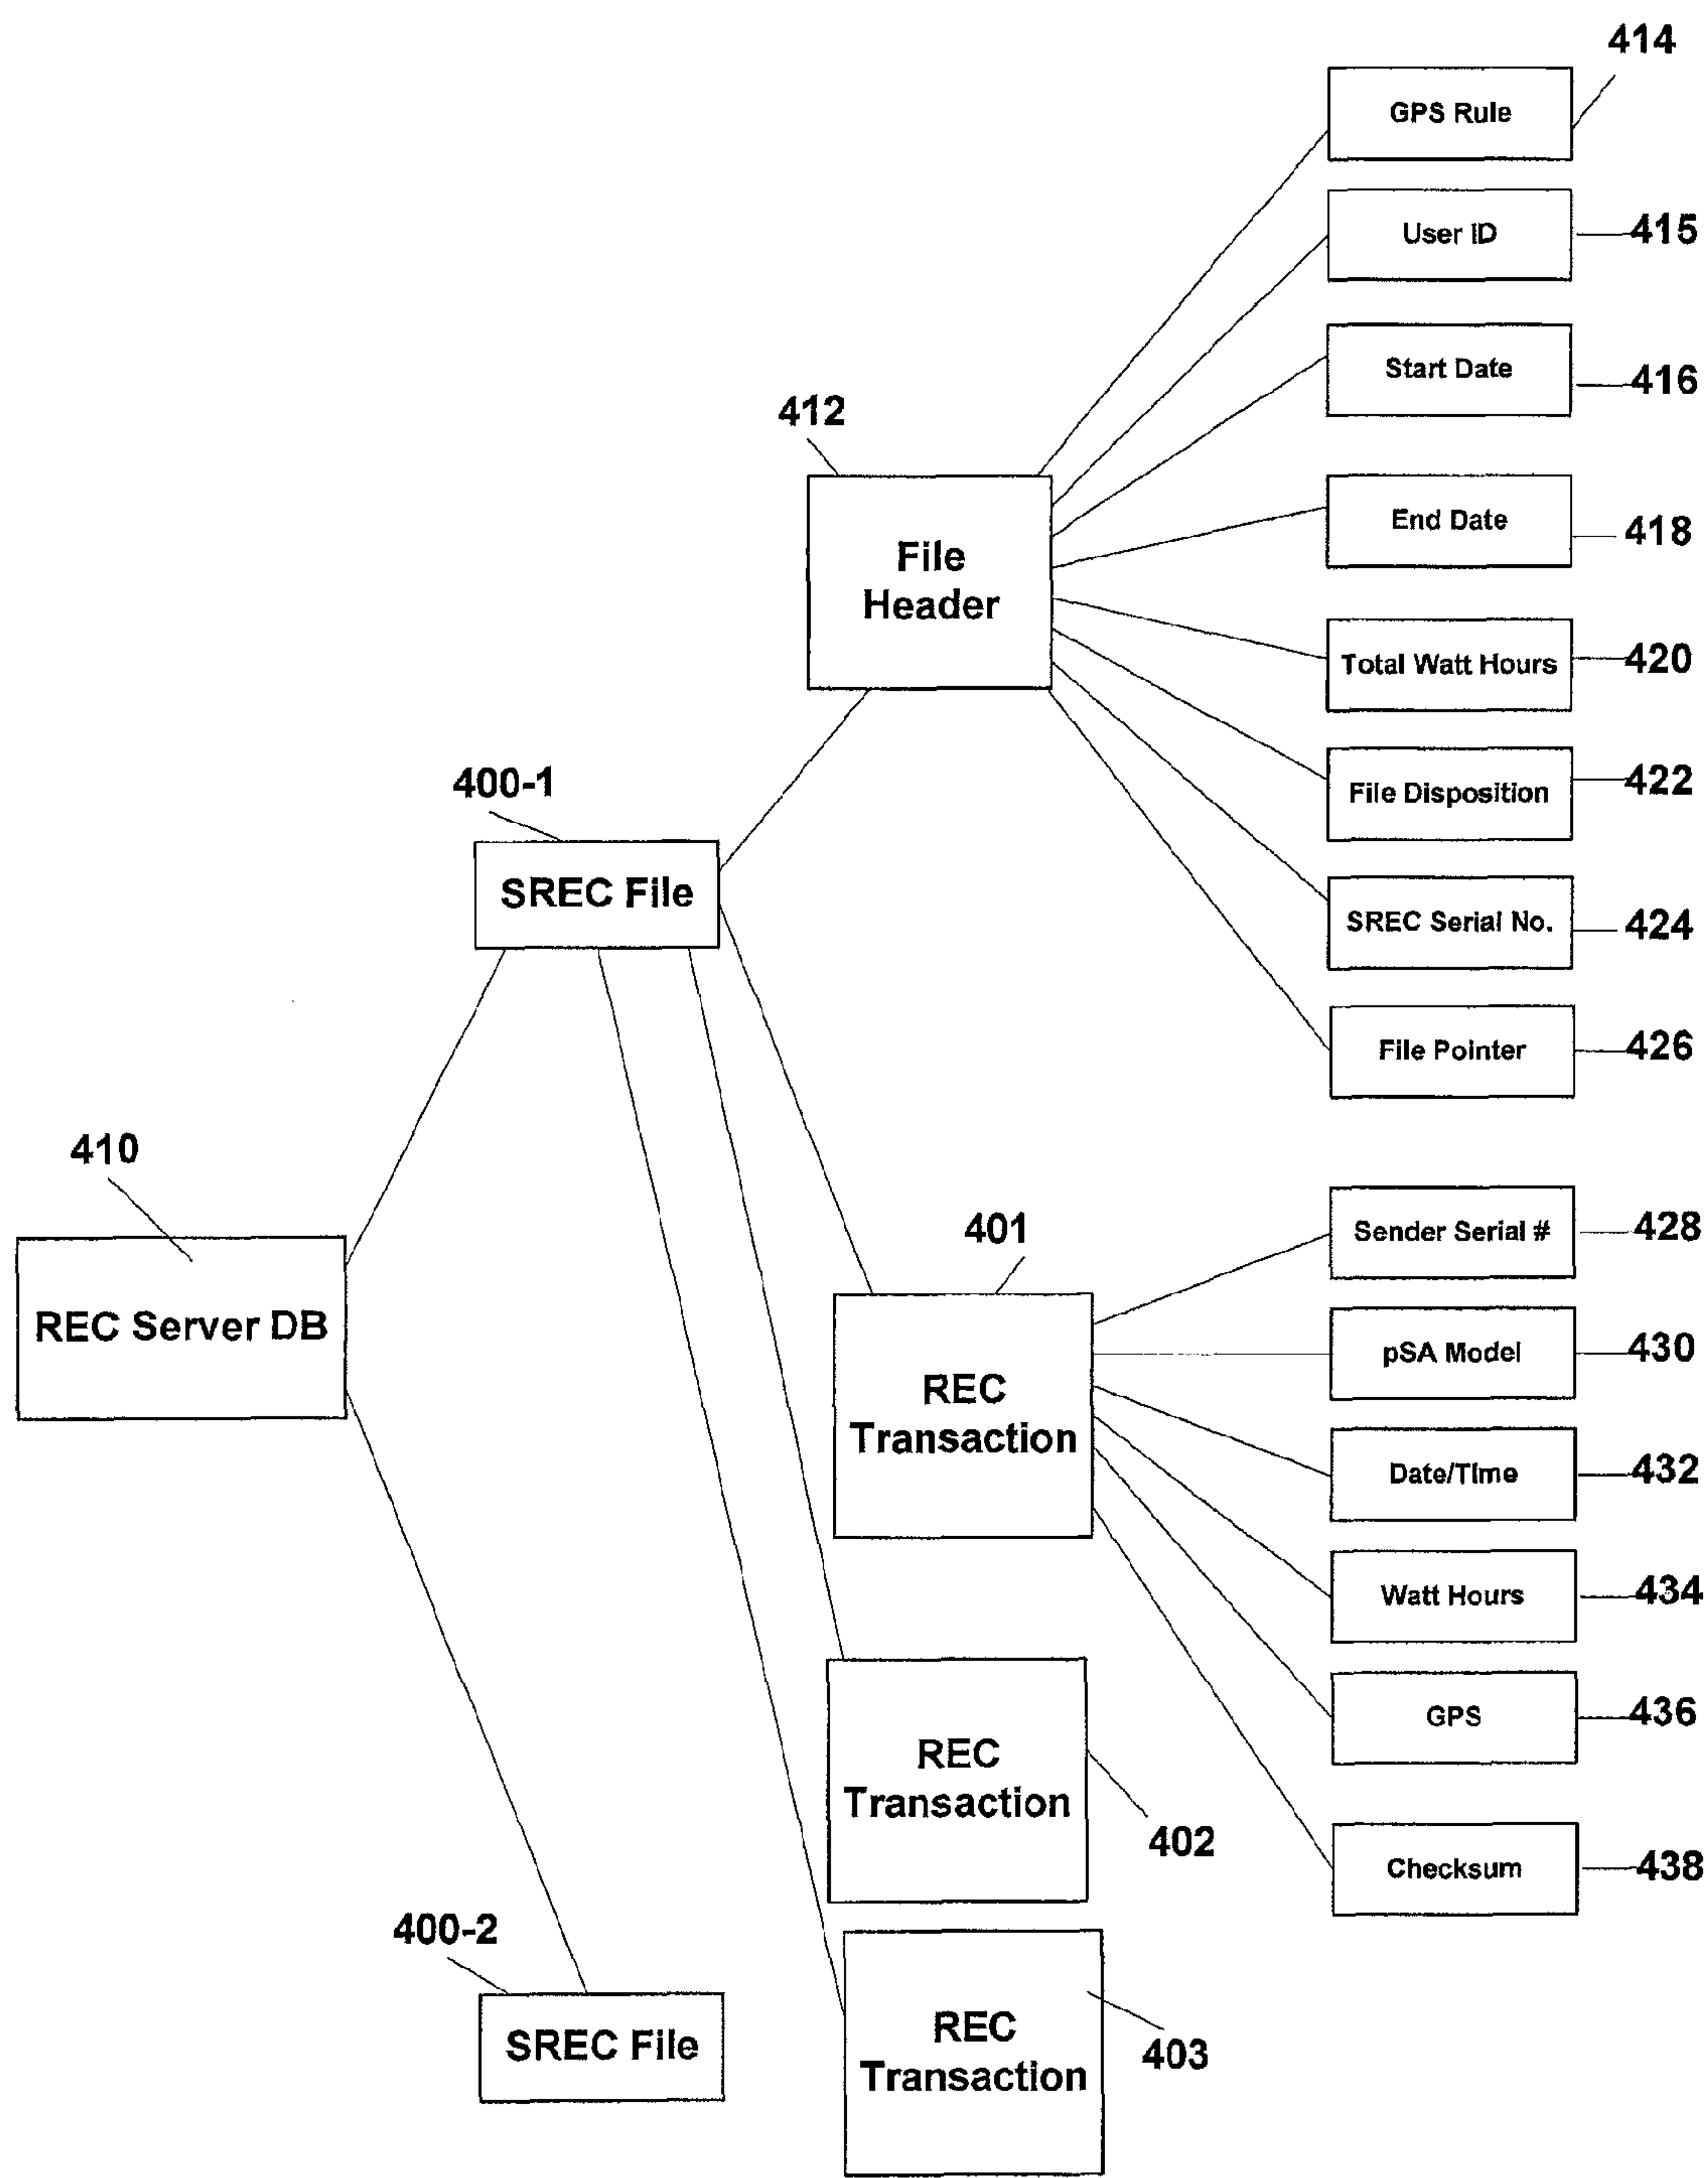 414
GPS Rule
User ID
415
Start Date
416
412
File
Header
End Date
418
Total Watt Hours
420
File Disposition
422
400-1
SREC File
SREC Serial No.
424
File Pointer
426
410
REC Server DB
401
REC
Transaction
Sender Serial #
428
pSA Model
430
Date/Time
432
Watt Hours
434
GPS
436
REC
Transaction
402
Checksum
438
400-2
SREC File
REC
Transaction
403